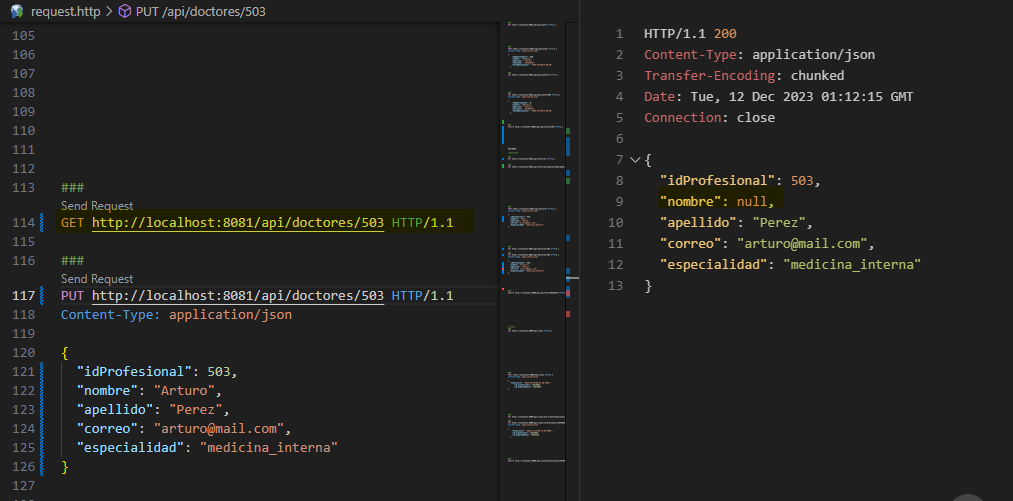 request.http > PUT /api/doctores/503
105
106
107
108
109
110
111
112
113 ###
Send Request
114 GET http://localhost:8081/api/doctores/503 HTTP/1.1
115
116 ###
Send Request
117 PUT http://localhost:8081/api/doctores/503 HTTP/1.1
118 Content-Type: application/json
119
120 {
121 "idProfesional": 503,
122 "nombre": "Arturo",
123 "apellido": "Perez",
124 "correo": "arturo@mail.com",
125 "especialidad": "medicina_interna"
126 }
127
1 HTTP/1.1 200
2 Content-Type: application/json
3 Transfer-Encoding: chunked
4 Date: Tue, 12 Dec 2023 01:12:15 GMT
5 Connection: close
6
7 {
8 "idProfesional": 503,
9 "nombre": null,
10 "apellido": "Perez",
11 "correo": "arturo@mail.com",
12 "especialidad": "medicina_interna"
13 }